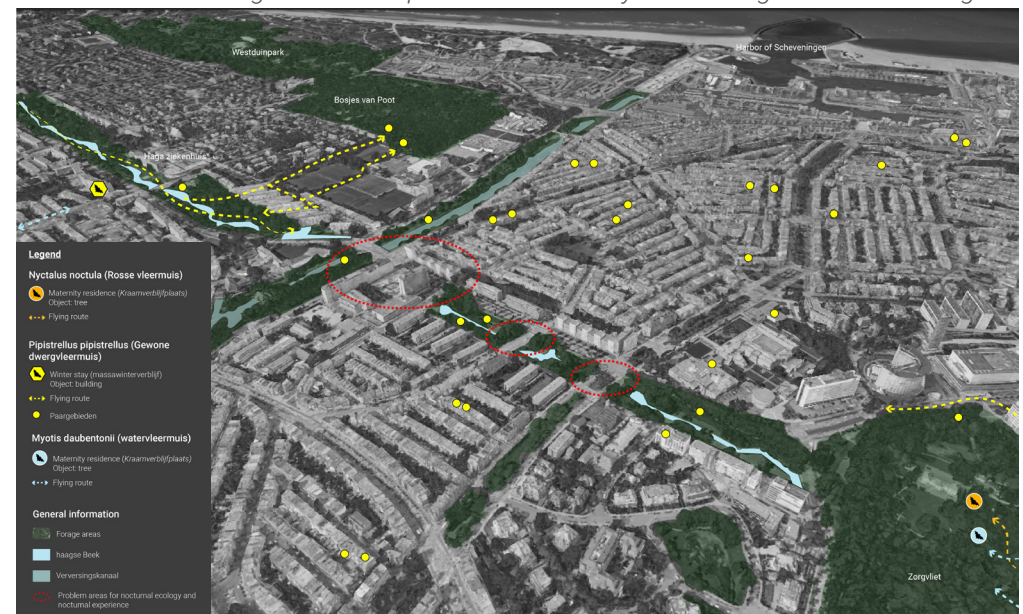 Westduinpark
Harbor of Scheveningen
Bosjes van Poot
Haga ziekenhuis
Legend
Nyctalus noctula (Rosse vleermuis)
Maternity residence (Kraamverblijfplaats)
Object: tree
Flying route
Pipistrellus pipistrellus (Gewone
dwergvleermuis)
Winter stay (massawinterverblijf)
Object: building
Flying route
Paargebieden
Myotis daubentonii (watervleermuis)
Maternity residence (Kraamverblijfplaats)
Object: tree
Flying route
General information
Forage areas
haagse Beek
Verversingskanaal
Problem areas for nocturnal ecology and
nocturnal experience
Zorgvliet